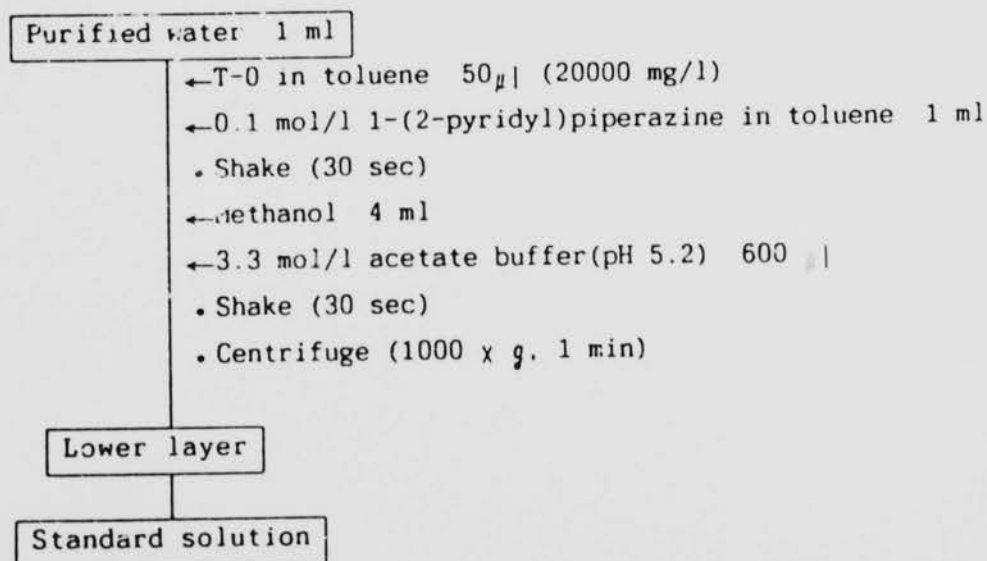 Purified water 1 ml
←T-0 in toluene 50μl (20000 mg/l)
←0.1 mol/l 1-(2-pyridyl)piperazine in toluene 1 ml
• Shake (30 sec)
←methanol 4 ml
←3.3 mol/l acetate buffer(pH 5.2) 600 μl
• Shake (30 sec)
• Centrifuge (1000 x g, 1 min)
Lower layer
Standard solution